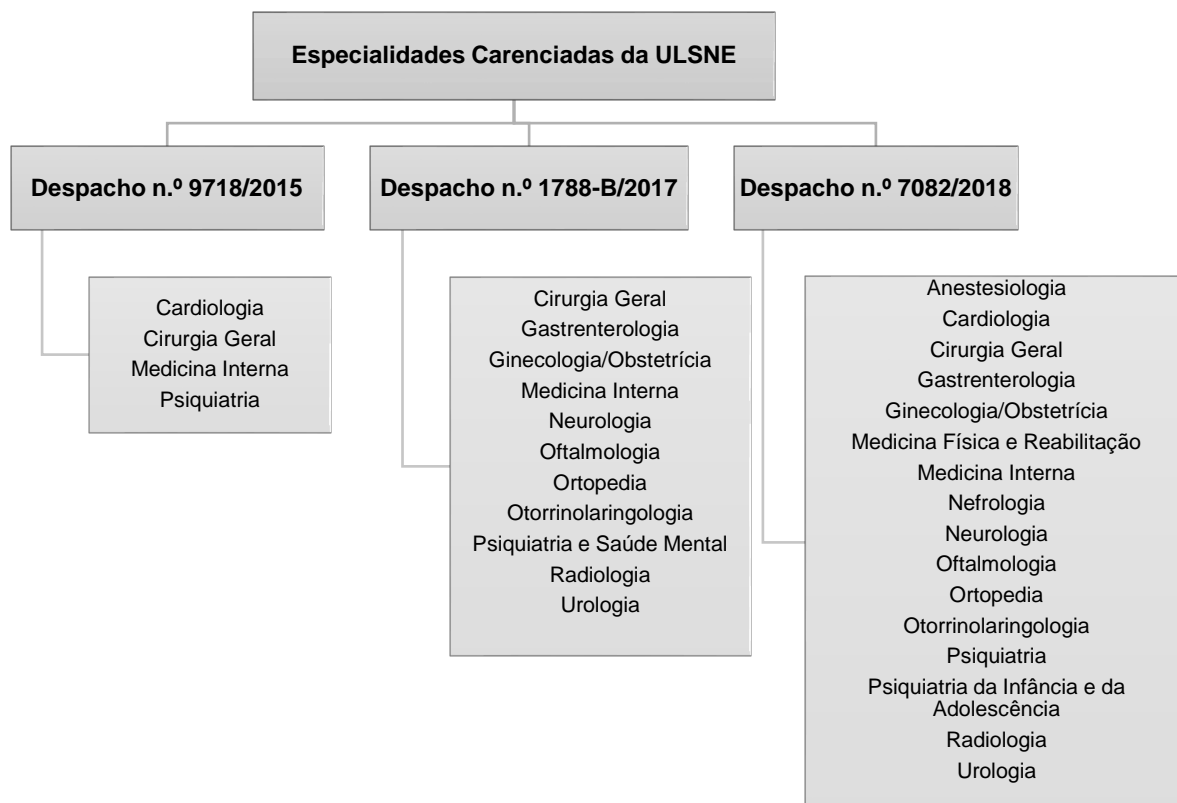 Especialidades Carenciadas da ULSNE
Despacho n.º 9718/2015
Cardiologia
Cirurgia Geral
Medicina Interna
Psiquiatria
Despacho n.º 1788-B/2017
Cirurgia Geral
Gastrenterologia
Ginecologia/Obstetrícia
Medicina Interna
Neurologia
Oftalmologia
Ortopedia
Otorrinolaringologia
Psiquiatria e Saúde Mental
Radiologia
Urologia
Despacho n.º 7082/2018
Anestesiologia
Cardiologia
Cirurgia Geral
Gastrenterologia
Ginecologia/Obstetrícia
Medicina Física e Reabilitação
Medicina Interna
Nefrologia
Neurologia
Oftalmologia
Ortopedia
Otorrinolaringologia
Psiquiatria
Psiquiatria da Infância e da
Adolescência
Radiologia
Urologia